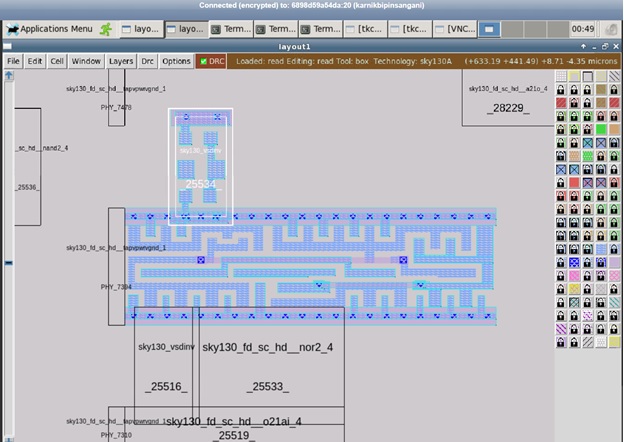 Connected (encrypted) to: 6898d59a54da:20 (karnikbipinsangani)
Applications Menu layo... layo... Term... Term... Term... [tkc... [tkc... [VNC... 00:49
layout1
File Edit Cell Window Layers Drc Options DRC Loaded: read Editing: read Tool: box Technology: sky130A (+633.19 +441.49) +8.71 -4.35 microns
sky130_fd_sc_hd__tapvpwrvgnd_1
sky130_fd_sc_hd__a21o_4
PHY_7478
_28229_
_sc_hd__nand2_4
sky130_vsdinv
_25534_
_25536_
sky130_fd_sc_hd__tapvpwrvgnd_1
PHY_7394
sky130_vsdinv sky130_fd_sc_hd__nor2_4
_25516_ _25533_
sky130_fd_sc_hd__tapvpwrvgnd_1
sky130_fd_sc_hd__o21ai_4
PHY_7310
_25519_